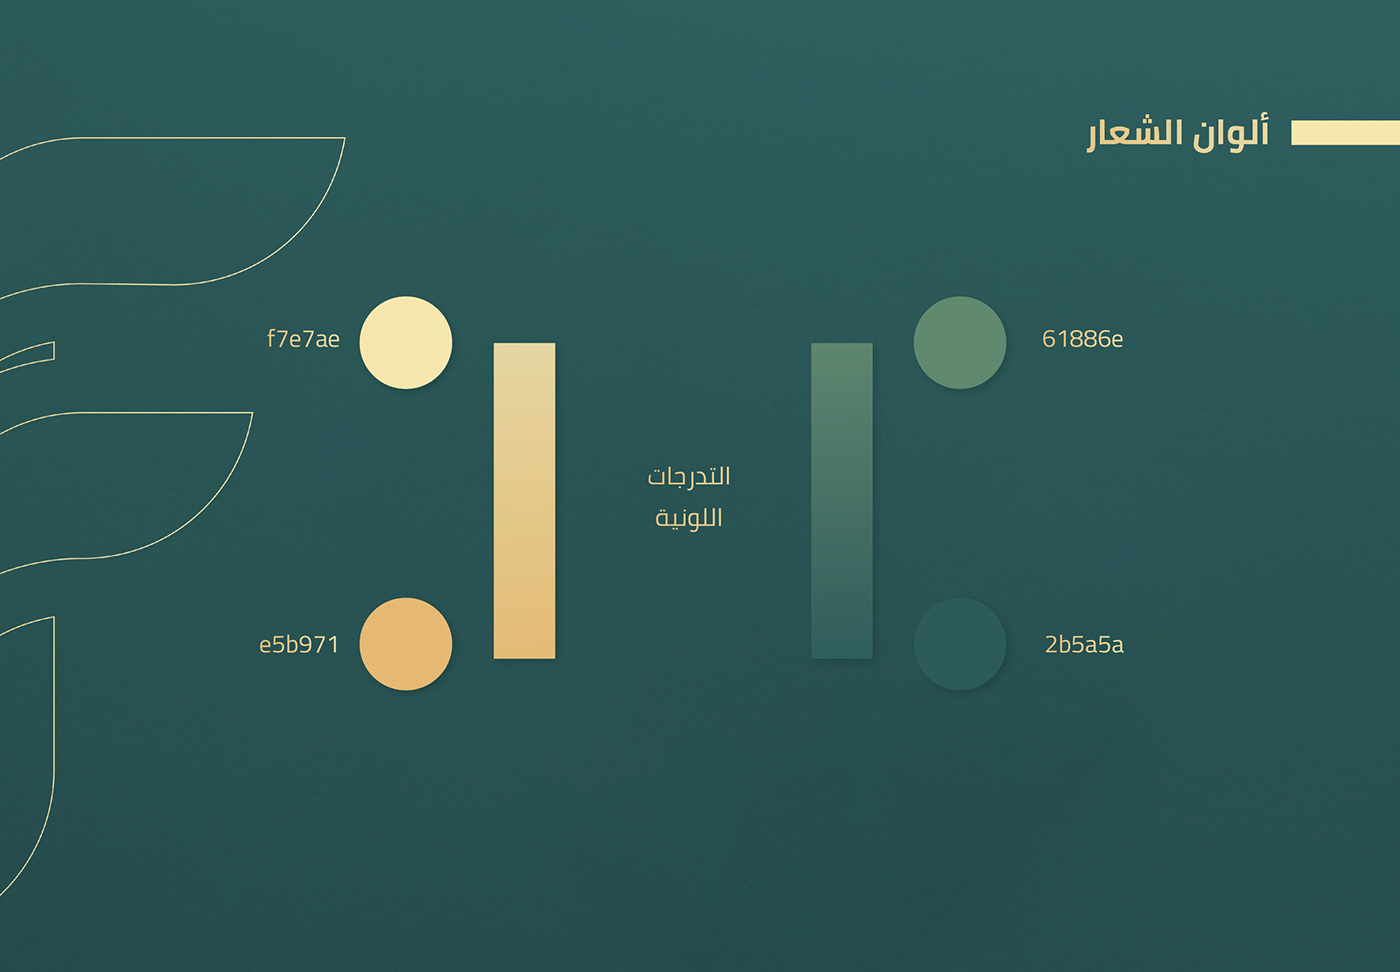 ألوان الشعار
61886e
f7e7ae
التدرجات
اللونية
2b5a5a
e5b971